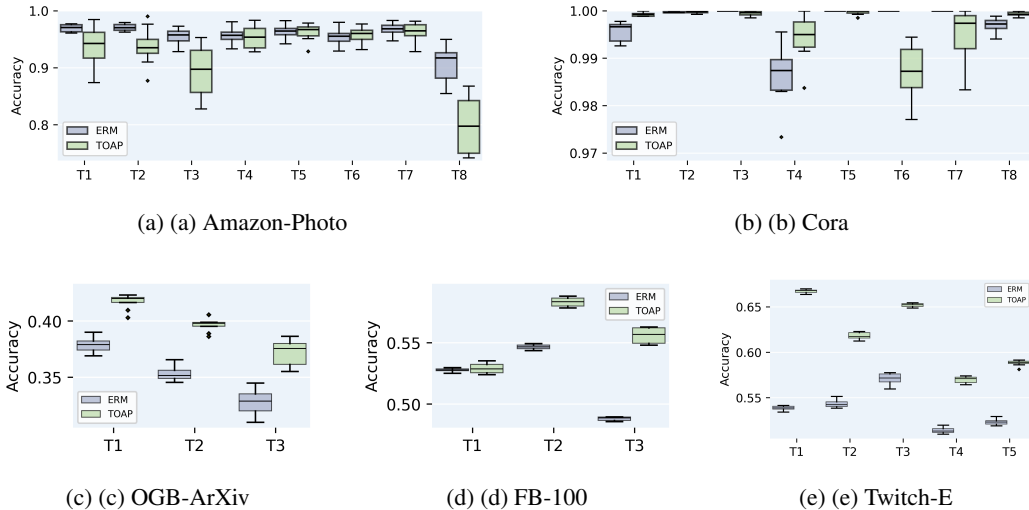 1.0
0.9
0.8
Accuracy
ERM
TOAP
T1 T2 T3 T4 T5 T6 T7 T8
(a) (a) Amazon-Photo
1.00
0.99
0.98
0.97
Accuracy
ERM
TOAP
T1 T2 T3 T4 T5 T6 T7 T8
(b) (b) Cora
0.40
0.35
Accuracy
ERM
TOAP
T1 T2 T3
(c) (c) OGB-ArXiv
0.55
0.50
Accuracy
ERM
TOAP
T1 T2 T3
(d) (d) FB-100
0.65
0.60
0.55
Accuracy
ERM
TOAP
T1 T2 T3 T4 T5
(e) (e) Twitch-E